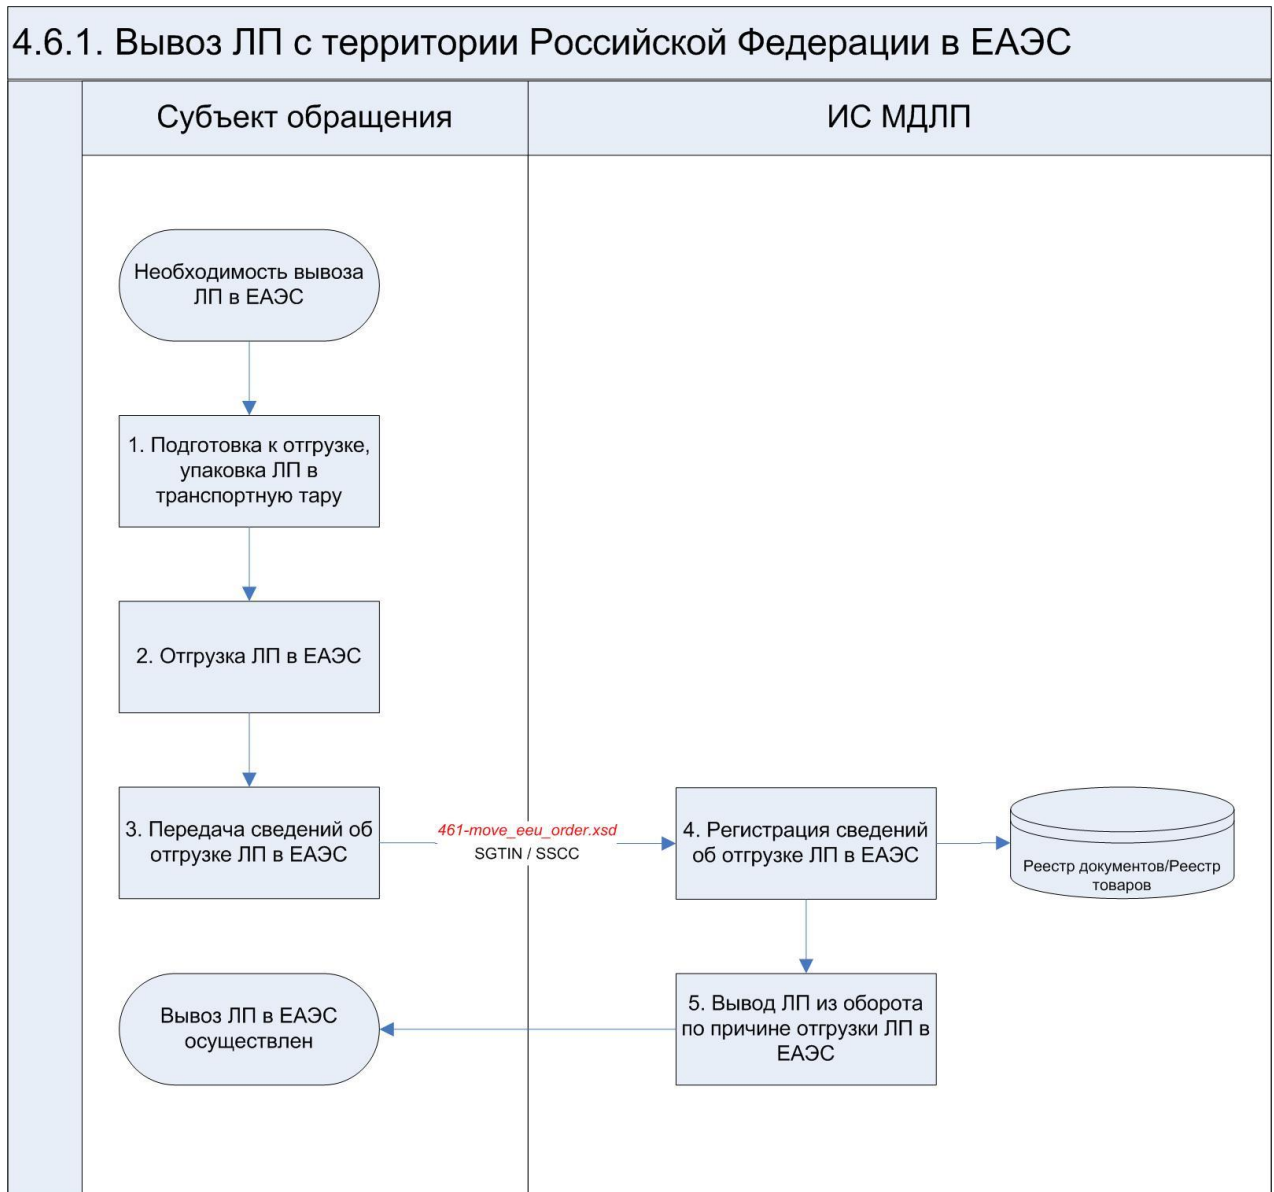 4.6.1. Вывоз ЛП с территории Российской Федерации в ЕАЭС
Субъект обращения
ИС МДЛП
Необходимость вывоза
ЛП в ЕАЭС
1. Подготовка к отгрузке,
упаковка ЛП в
транспортную тару
2. Отгрузка ЛП в ЕАЭС
3. Передача сведений об
отгрузке ЛП в ЕАЭС
461-move_eeu_order.xsd
SGTIN / SSCC
4. Регистрация сведений
об отгрузке ЛП в ЕАЭС
Реестр документов/Реестр
товаров
5. Вывод ЛП из оборота
по причине отгрузки ЛП в
ЕАЭС
Вывоз ЛП в ЕАЭС
осуществлен